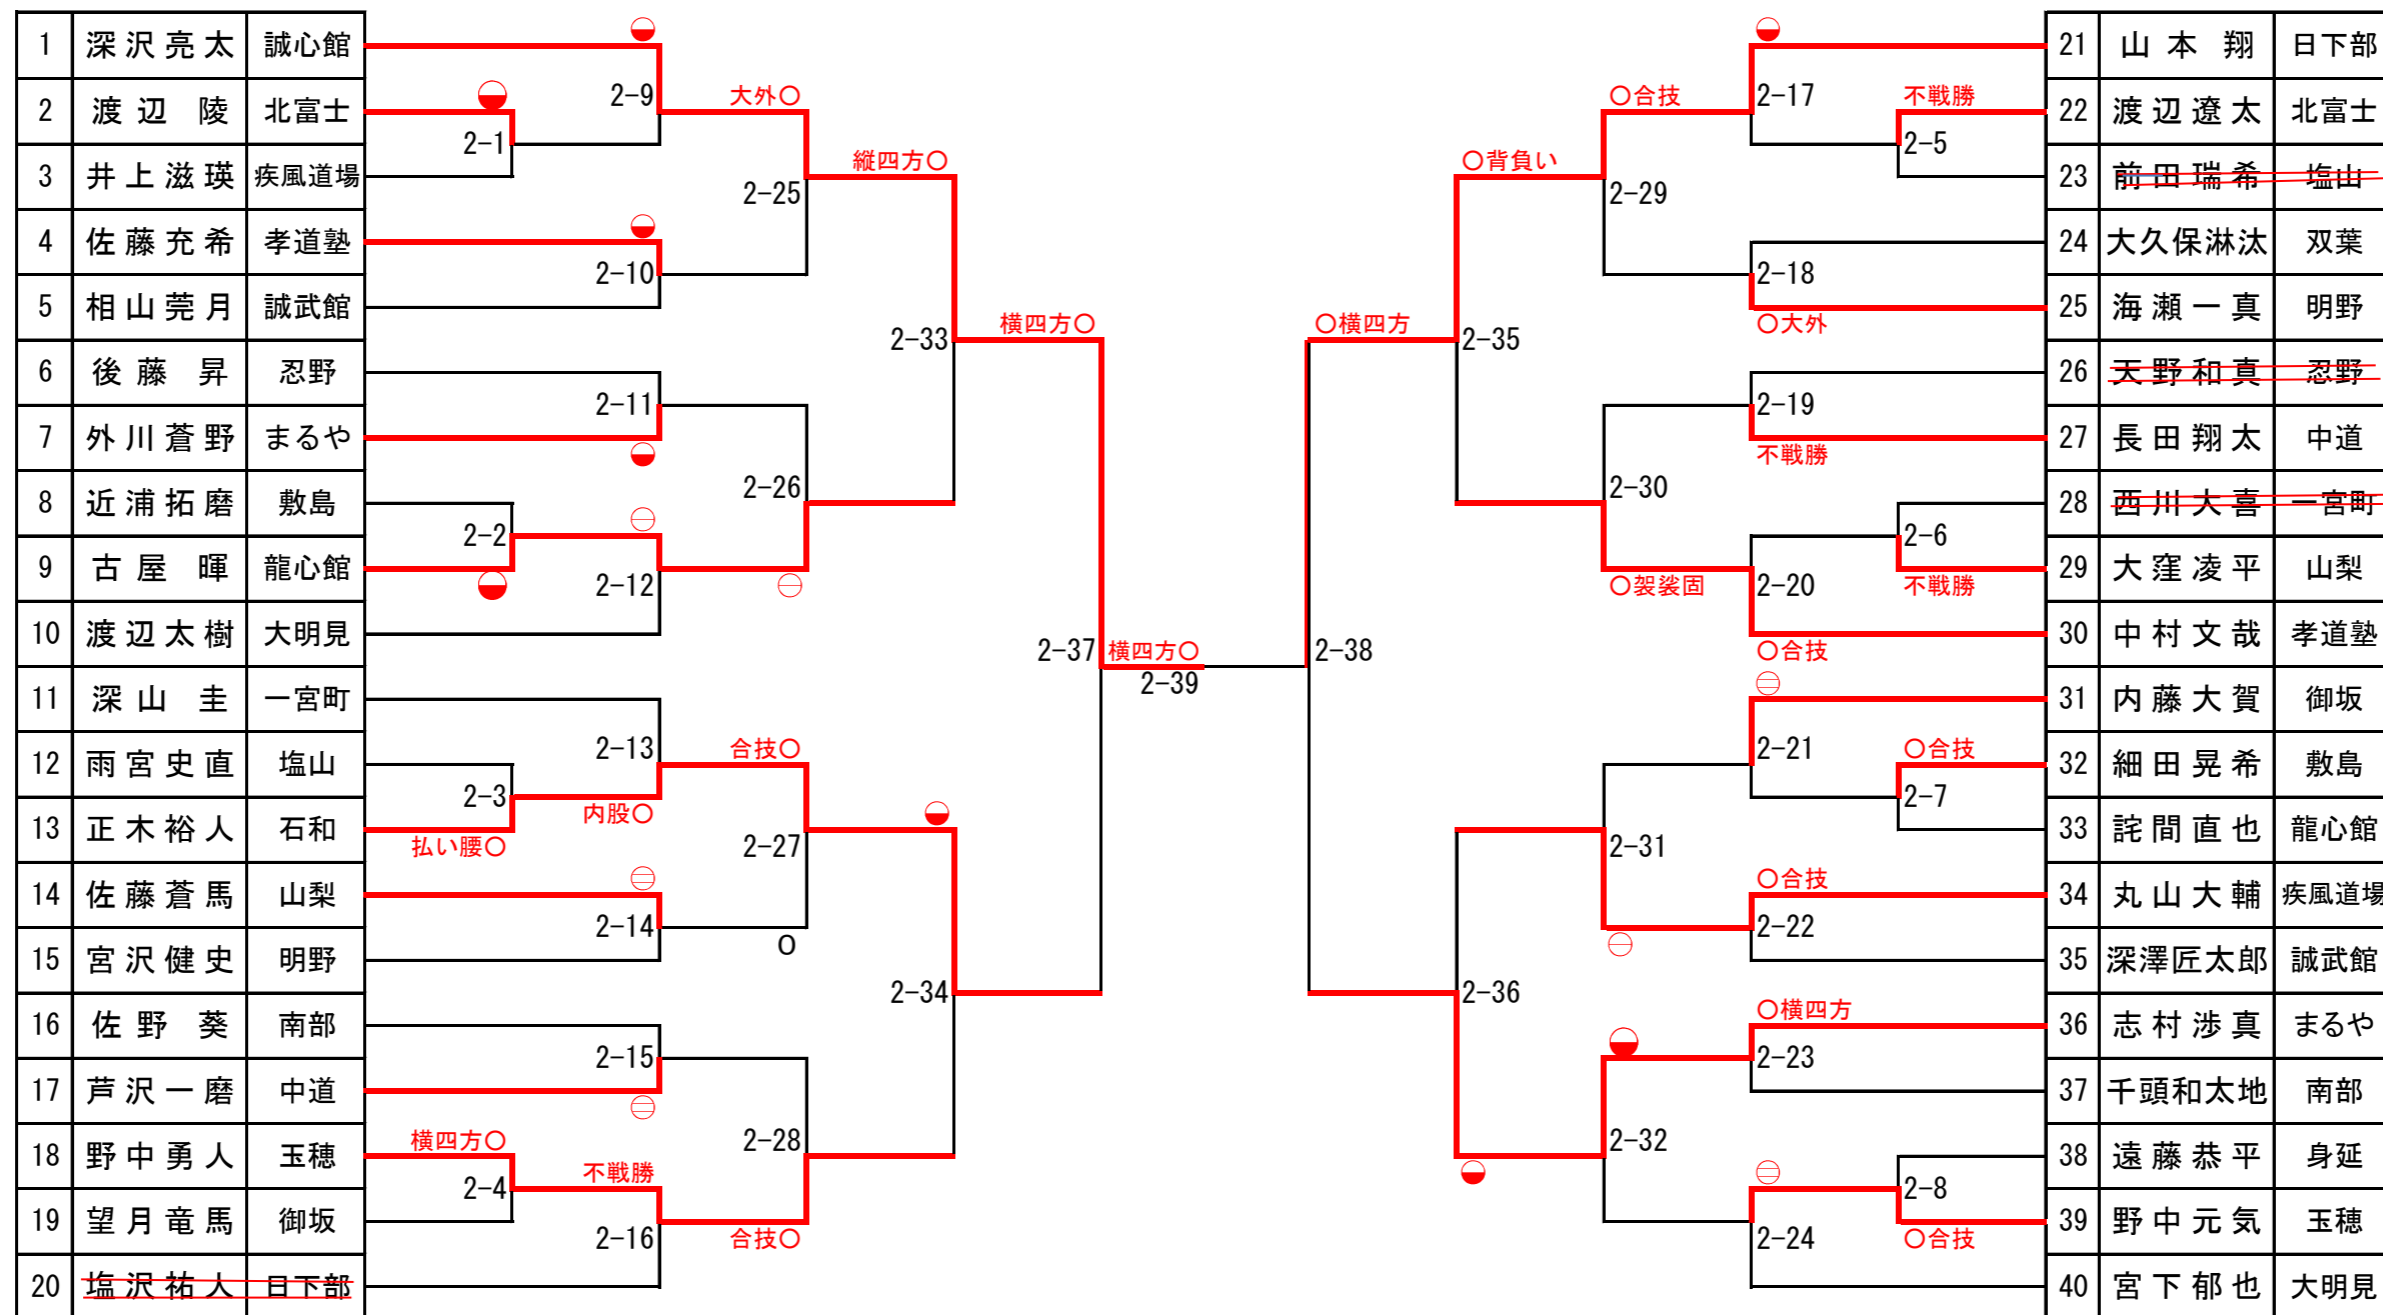 1 深沢亮太 誠心館
2 渡辺 陵 北富士
3 井上滋瑛 疾風道場
4 佐藤充希 孝道塾
5 相山莞月 誠武館
6 後藤 昇 忍野
7 外川蒼野 まるや
8 近浦拓磨 敷島
9 古屋 暉 龍心館
10 渡辺太樹 大明見
11 深山 圭 一宮町
12 雨宮史直 塩山
13 正木裕人 石和
14 佐藤蒼馬 山梨
15 宮沢健史 明野
16 佐野 葵 南部
17 芦沢一磨 中道
18 野中勇人 玉穂
19 望月竜馬 御坂
20 塩沢祐人 日下部
2-1
2-2
払い腰〇
2-3
横四方〇
2-4
2-9
2-10
2-11
2-12
2-13
内股〇
2-14
2-15
不戦勝
2-16
大外〇
2-25
2-26
合技〇
2-27
O
2-28
合技〇
縦四方〇
2-33
2-34
横四方〇
2-37
横四方〇
2-39
〇横四方
2-38
〇背負い
2-35
2-36
〇合技
2-29
2-30
〇袈裟固
2-31
2-32
2-17
2-18
〇大外
2-19
不戦勝
2-20
〇合技
2-21
〇合技
2-22
〇横四方
2-23
2-24
不戦勝
2-5
2-6
不戦勝
〇合技
2-7
2-8
〇合技
21 山本 翔 日下部
22 渡辺遼太 北富士
23 前田瑞希 塩山
24 大久保淋汰 双葉
25 海瀬一真 明野
26 天野和真 忍野
27 長田翔太 中道
28 西川大喜 一宮町
29 大窪凌平 山梨
30 中村文哉 孝道塾
31 内藤大賀 御坂
32 細田晃希 敷島
33 詫間直也 龍心館
34 丸山大輔 疾風道場
35 深澤匠太郎 誠武館
36 志村渉真 まるや
37 千頭和太地 南部
38 遠藤恭平 身延
39 野中元気 玉穂
40 宮下郁也 大明見